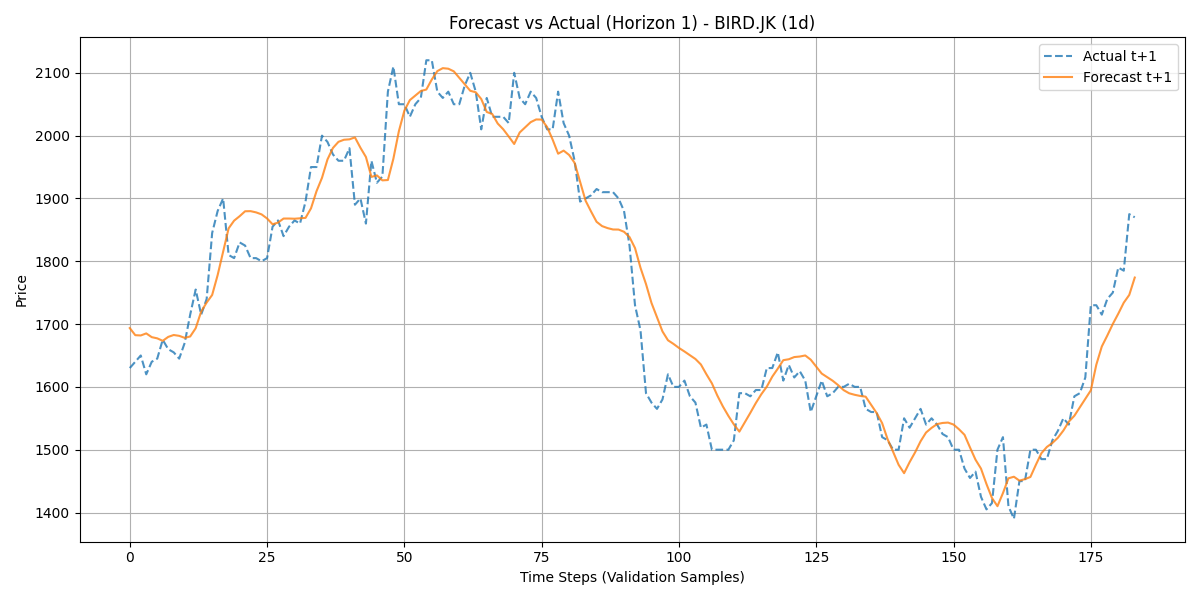 Forecast vs Actual (Horizon 1) - BIRD.JK (1d)
Actual t+1
Forecast t+1
Price
2100
2000
1900
1800
1700
1600
1500
1400
0 25 50 75 100 125 150 175
Time Steps (Validation Samples)